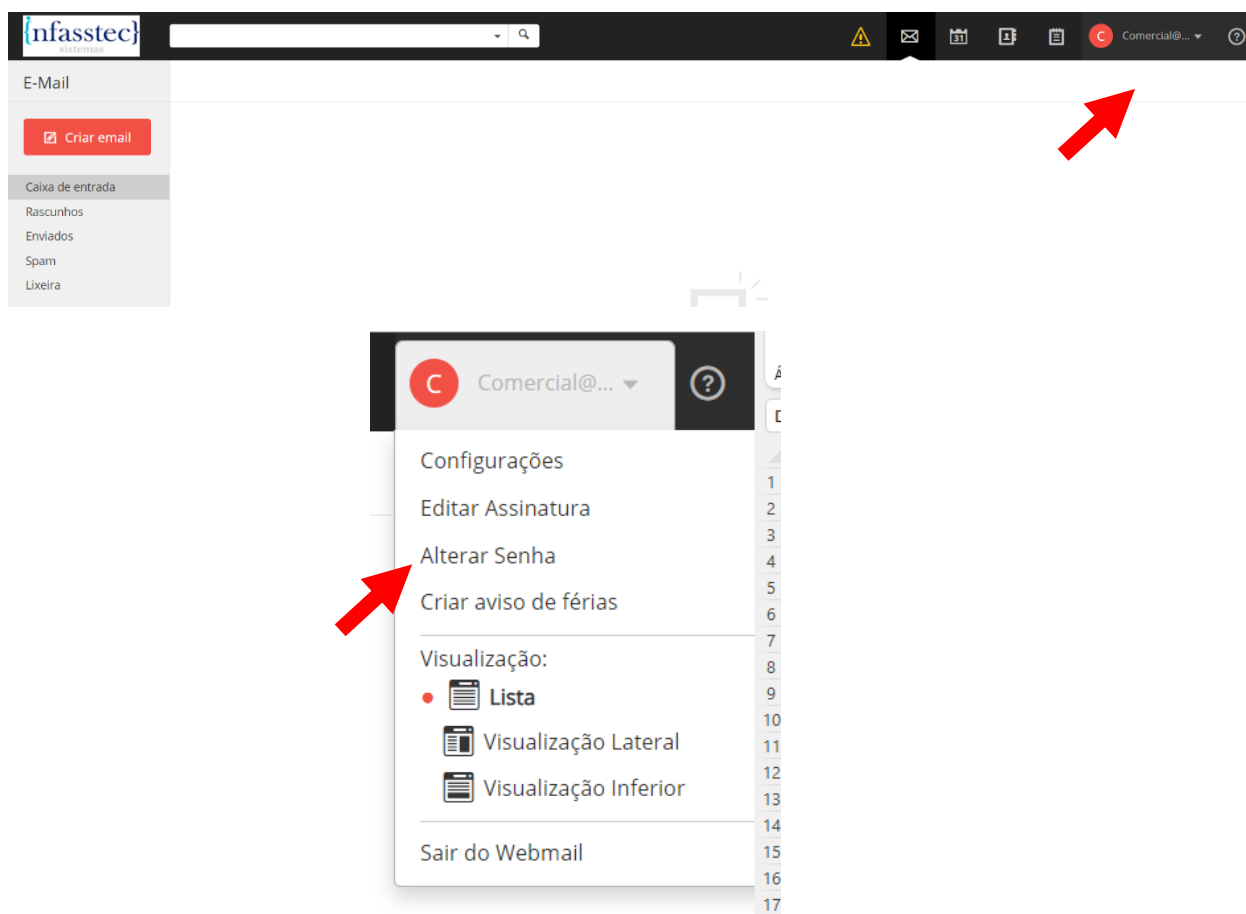 {nfasstec}
sistemas
31
C Comercial@...
?
E-Mail
Criar email
Caixa de entrada
Rascunhos
Enviados
Spam
Lixeira
C Comercial@...
?
Configurações
Editar Assinatura
Alterar Senha
Criar aviso de férias
Visualização:
Lista
Visualização Lateral
Visualização Inferior
Sair do Webmail
1
2
3
4
5
6
7
8
9
10
11
12
13
14
15
16
17